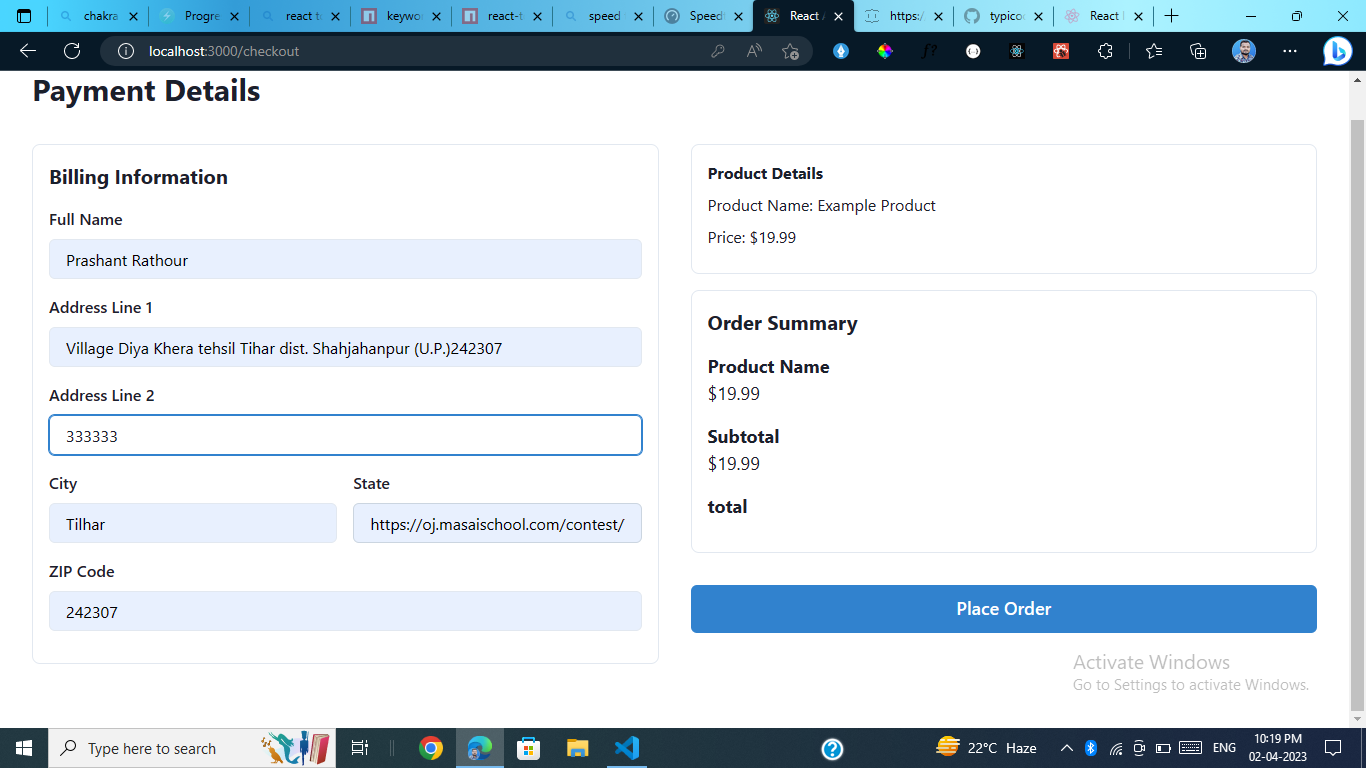 chakra
Progre
react ta
keywor
react-t
speed
Speedt
React A
https:/
typico
React
localhost:3000/checkout
Payment Details
Billing Information
Full Name
Prashant Rathour
Address Line 1
Village Diya Khera tehsil Tihar dist. Shahjahanpur (U.P.)242307
Address Line 2
333333
City
State
Tilhar
https://oj.masaischool.com/contest/
ZIP Code
242307
Product Details
Product Name: Example Product
Price: $19.99
Order Summary
Product Name
$19.99
Subtotal
$19.99
total
Place Order
Activate Windows
Go to Settings to activate Windows.
Type here to search
22°C Haze
ENG
10:19 PM
02-04-2023